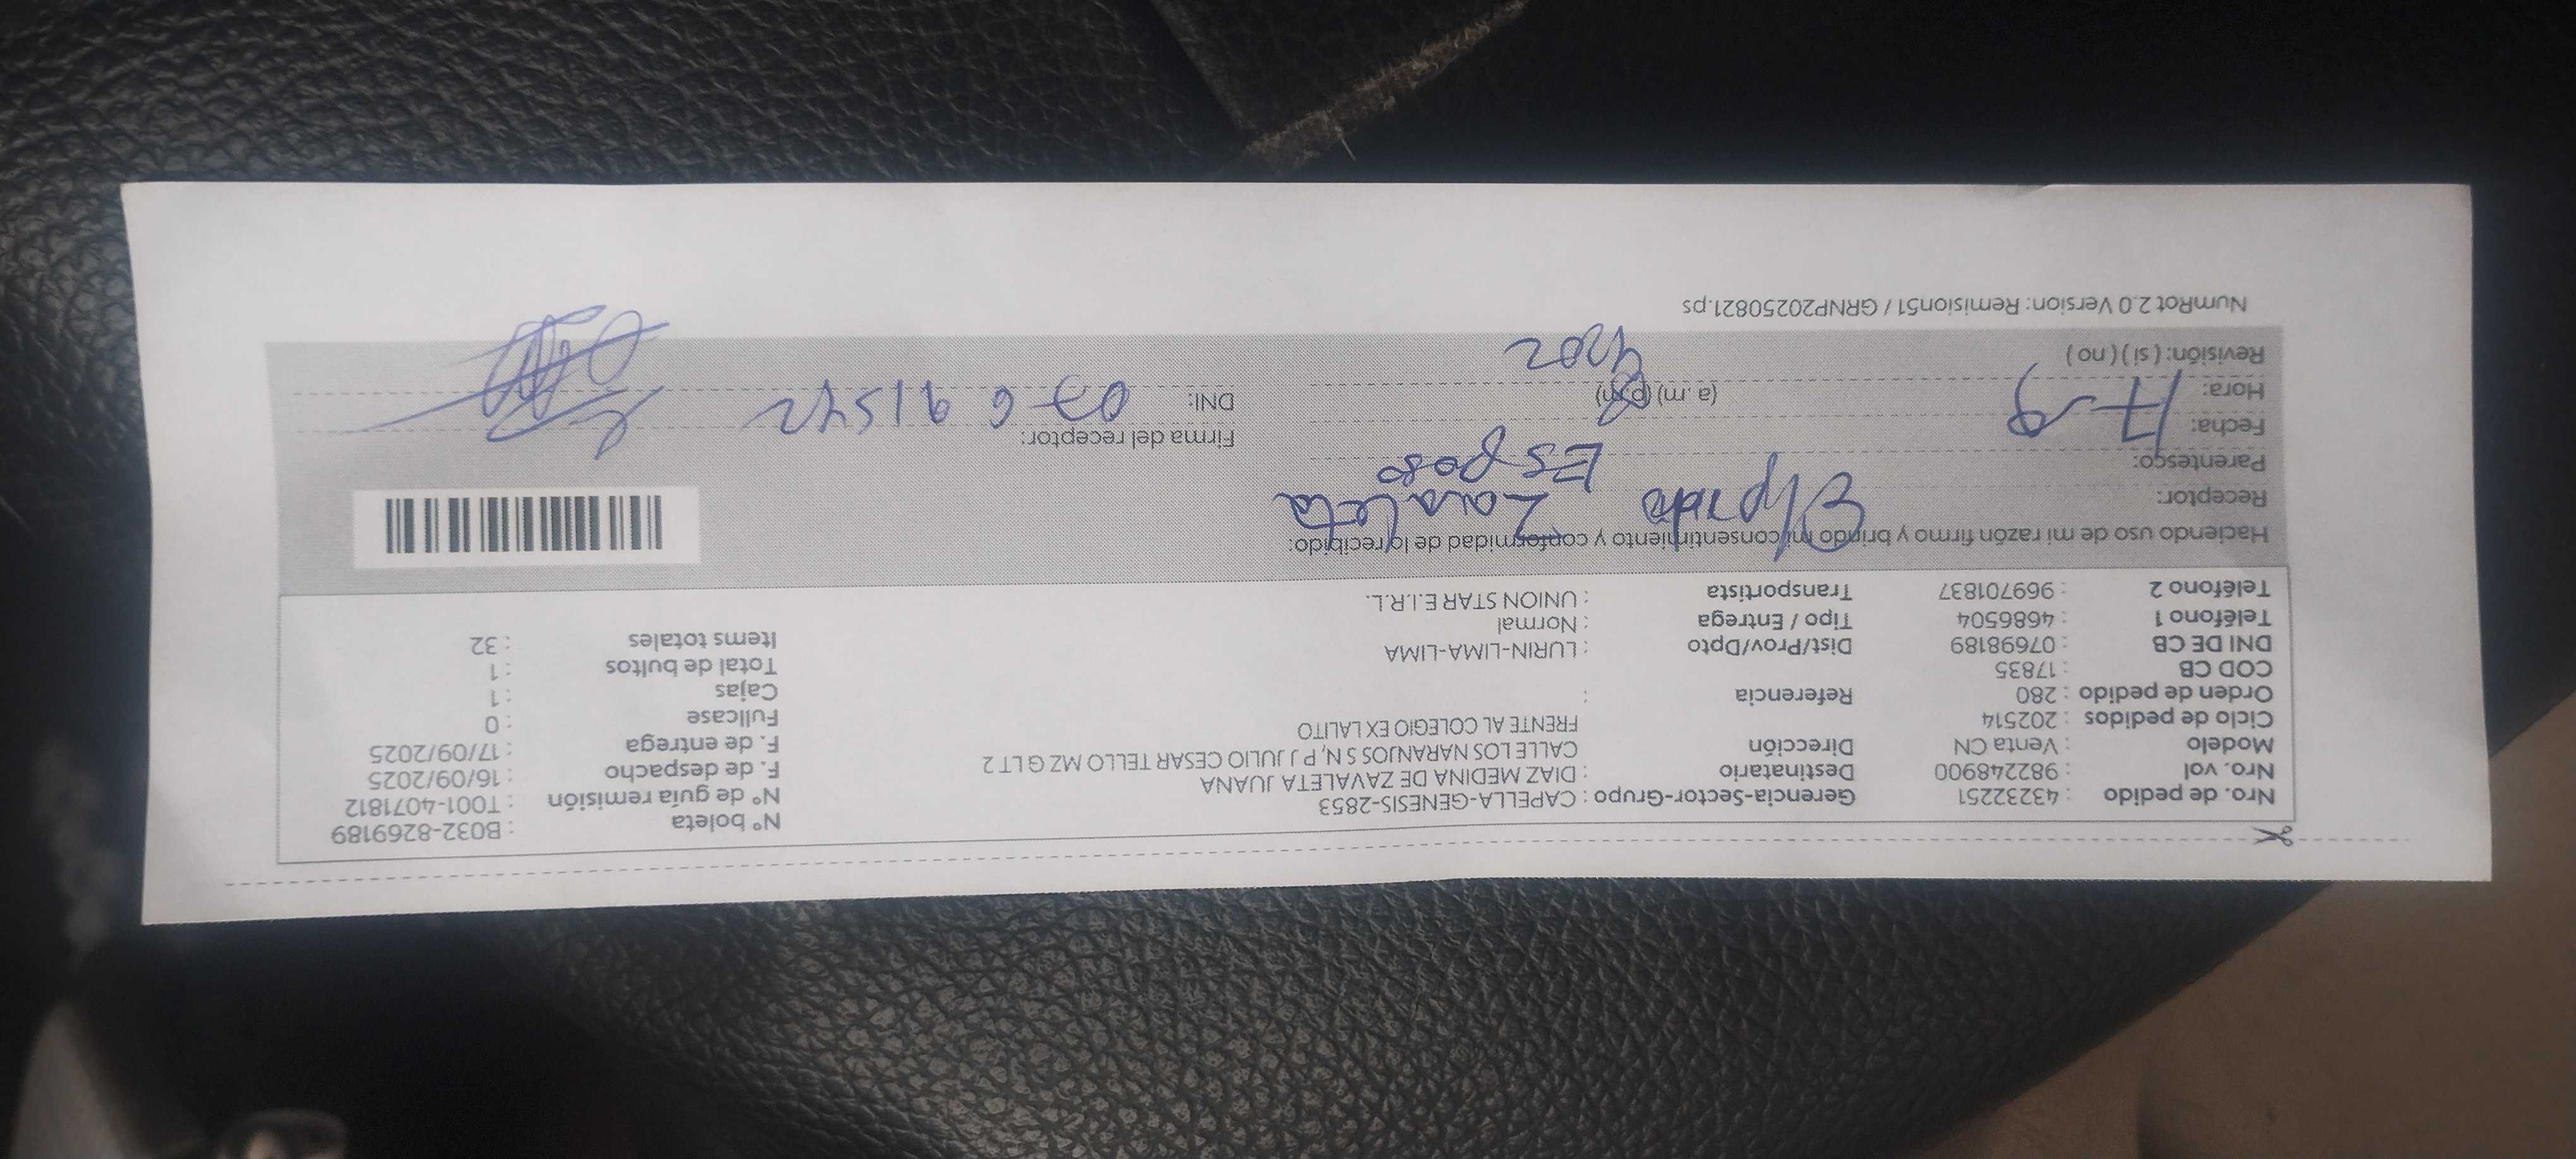 Nro. de pedido : 43232251 Gerencia-Sector-Grupo : CAPELLA-GENESIS-2853 N° boleta : B032-8269189
Nro. vol : 982248900 Destinatario : DIAZ MEDINA DE ZAVALETA JUANA N° de guía remisión : T001-4071812
Modelo : Venta CN Dirección CALLE LOS NARANJOS S N, P J JULIO CESAR TELLO MZ G LT 2 F. de despacho : 16/09/2025
Ciclo de pedidos : 202514 FRENTE AL COLEGIO EX LALITO F. de entrega : 17/09/2025
Orden de pedido : 280 Referencia : Fullcase : 0
COD CB : 17835 Cajas : 1
DNI DE CB : 07698189 Dist/Prov/Dpto : LURIN-LIMA-LIMA Total de bultos : 1
Teléfono 1 : 4686504 Tipo / Entrega : Normal Items totales : 32
Teléfono 2 : 969701837 Transportista : UNION STAR E.I.R.L.
Haciendo uso de mi razón firmo y brindo mi consentimiento y conformidad de lo recibido:
Receptor: Zavaleta
Parentesco: Esposo
Fecha: 17-9 Firma del receptor:
Hora: (a.m) (p.m) DNI:
Revisión: ( si ) ( no )
NumRot 2.0 Version: Remision51 / GRNP20250821.ps